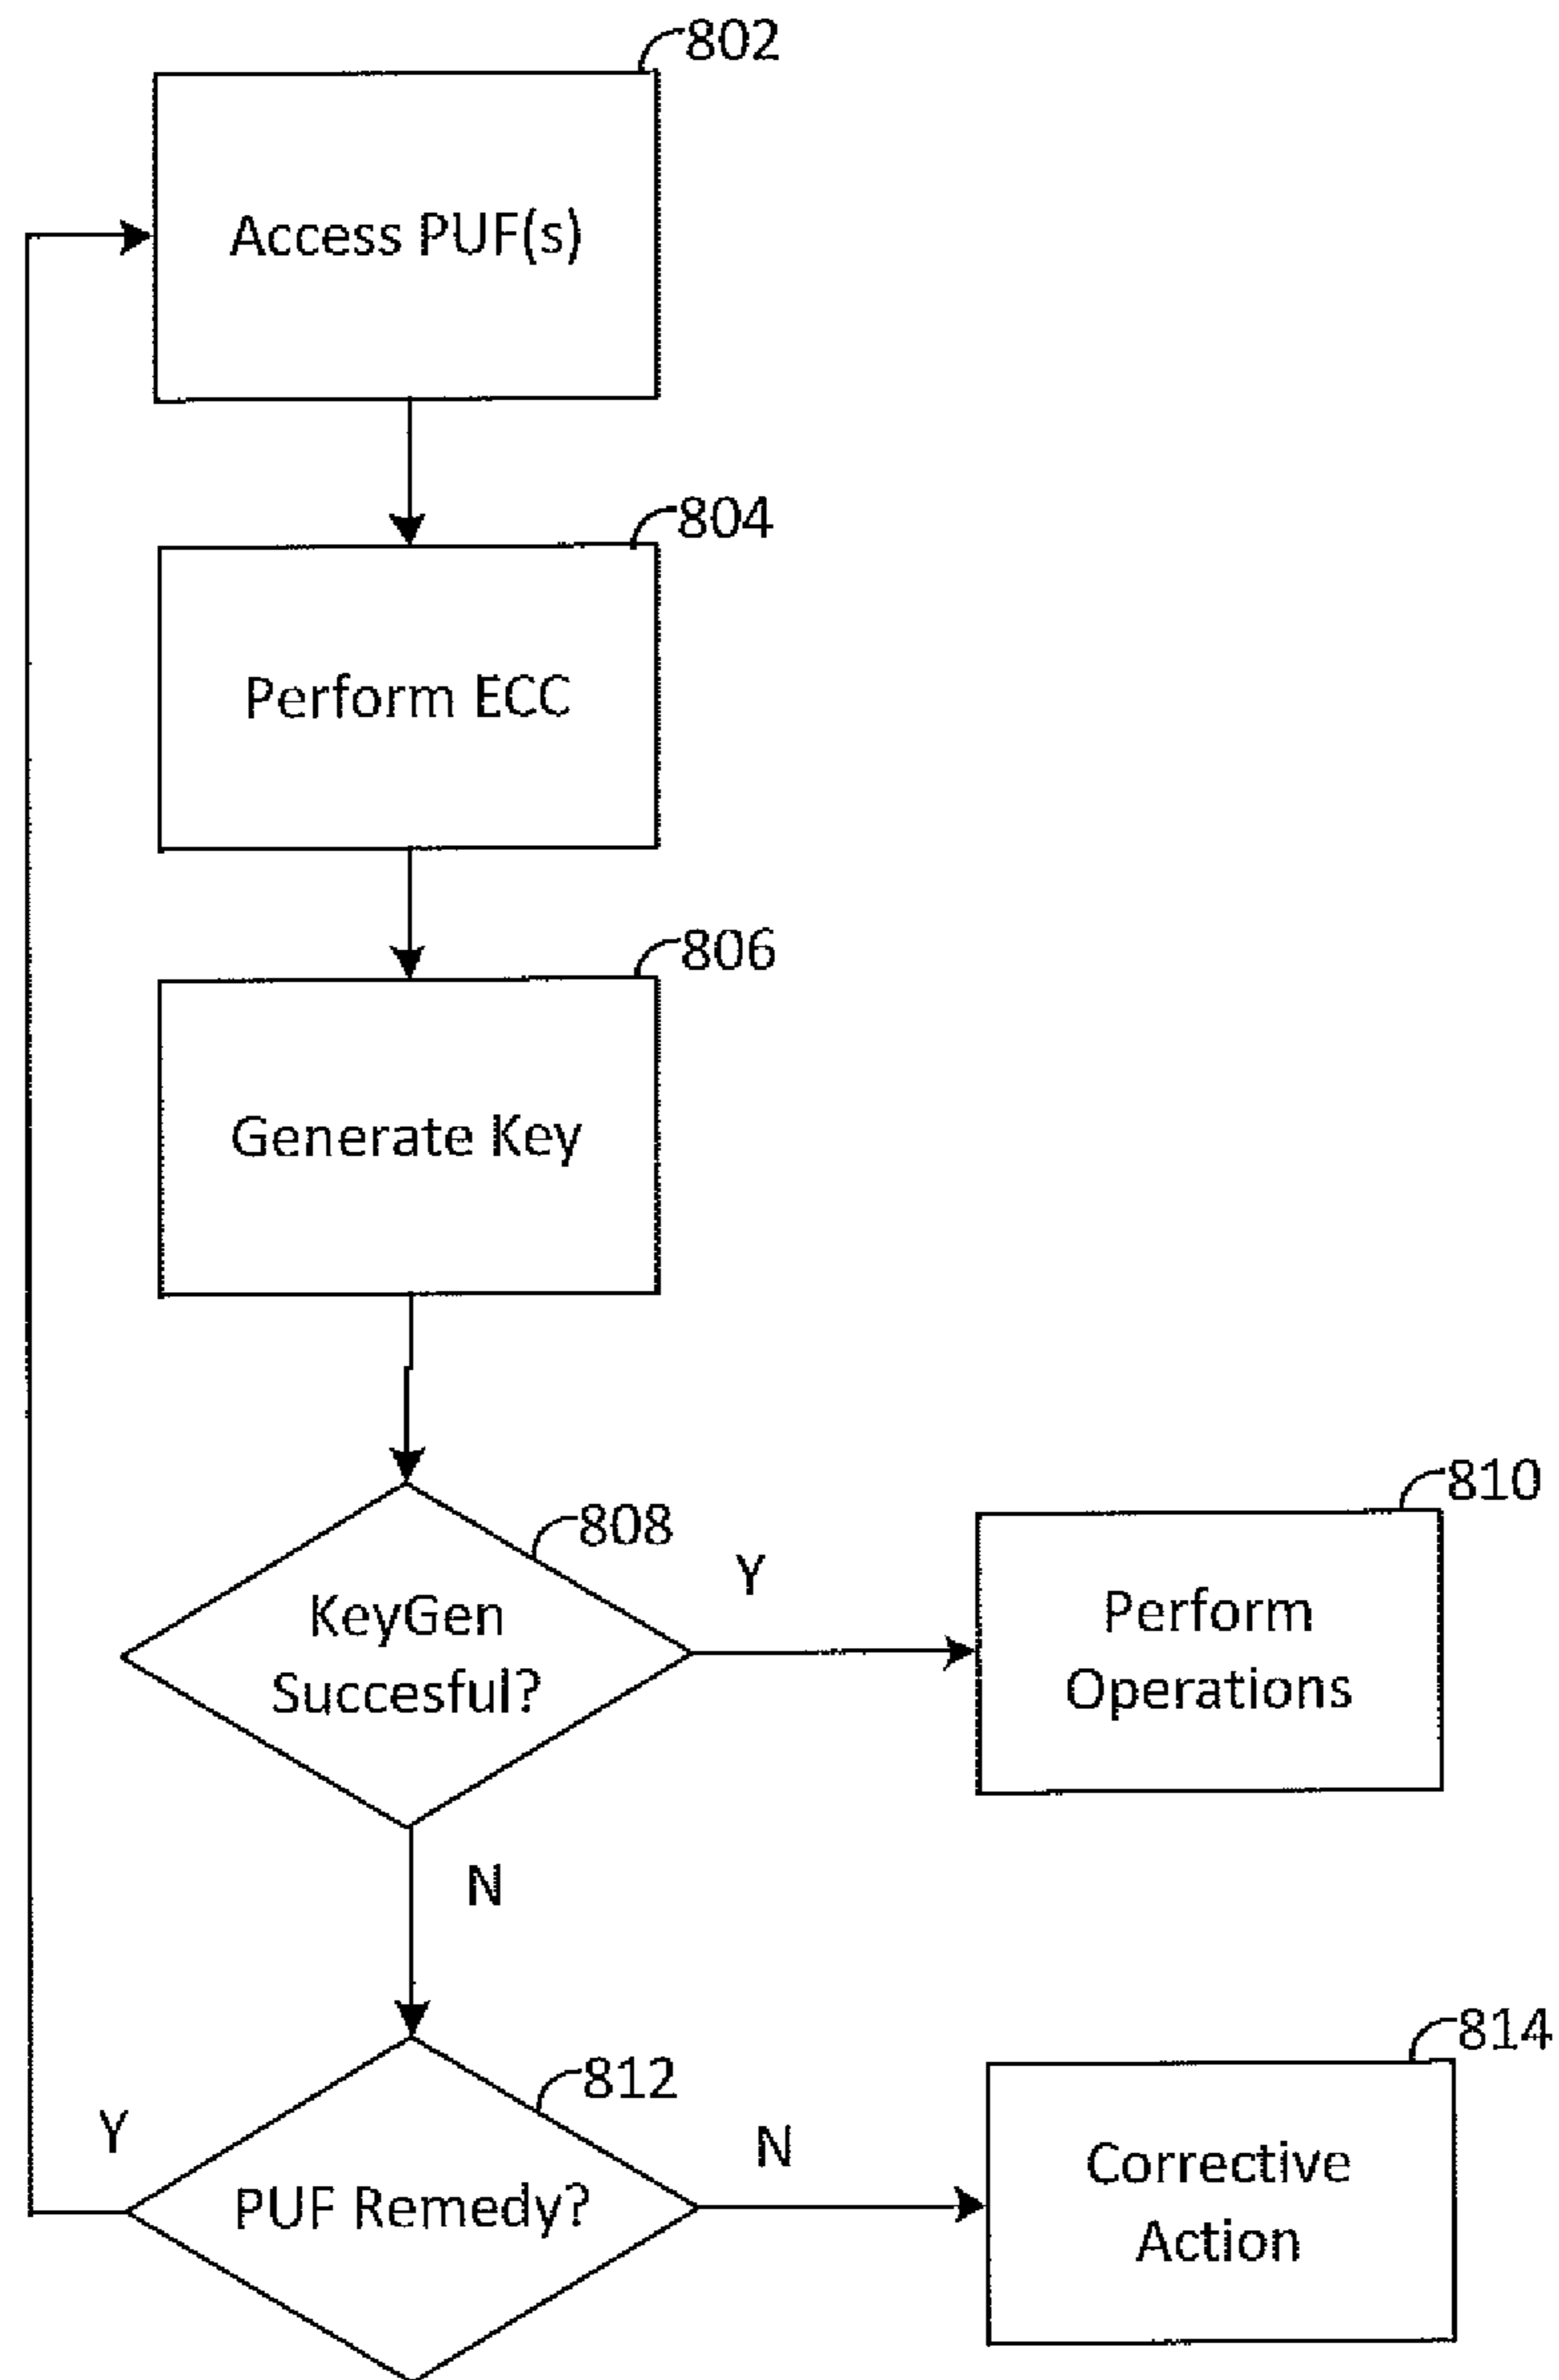 802
Access PUF(s)
804
Perform ECC
806
Generate Key
808
KeyGen
Succesful?
Y
810
Perform
Operations
N
812
PUF Remedy?
Y
N
814
Corrective
Action